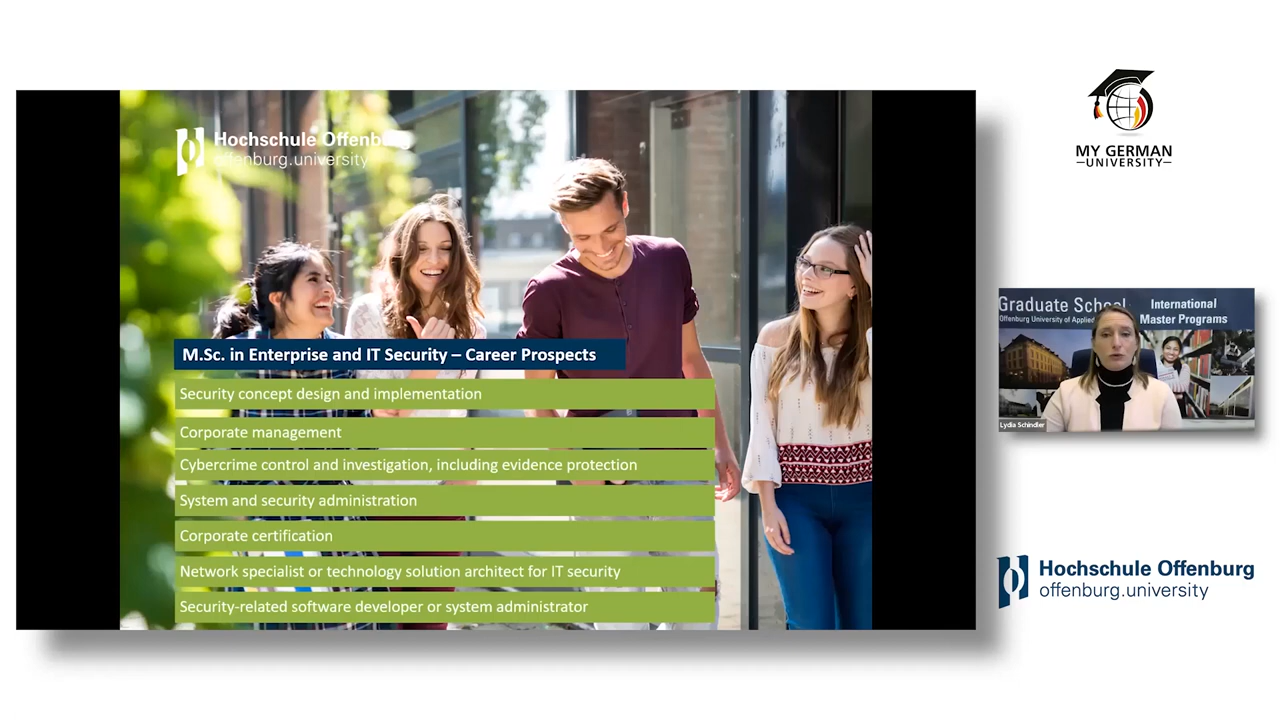 Hochschule Offenburg
offenburg.university
M.Sc. in Enterprise and IT Security – Career Prospects
Security concept design and implementation
Corporate management
Cybercrime control and investigation, including evidence protection
System and security administration
Corporate certification
Network specialist or technology solution architect for IT security
Security-related software developer or system administrator
MY GERMAN
–UNIVERSITY–
Graduate School
Offenburg University of Applied
International
Master Programs
Lydia Schindler
Hochschule Offenburg
offenburg.university